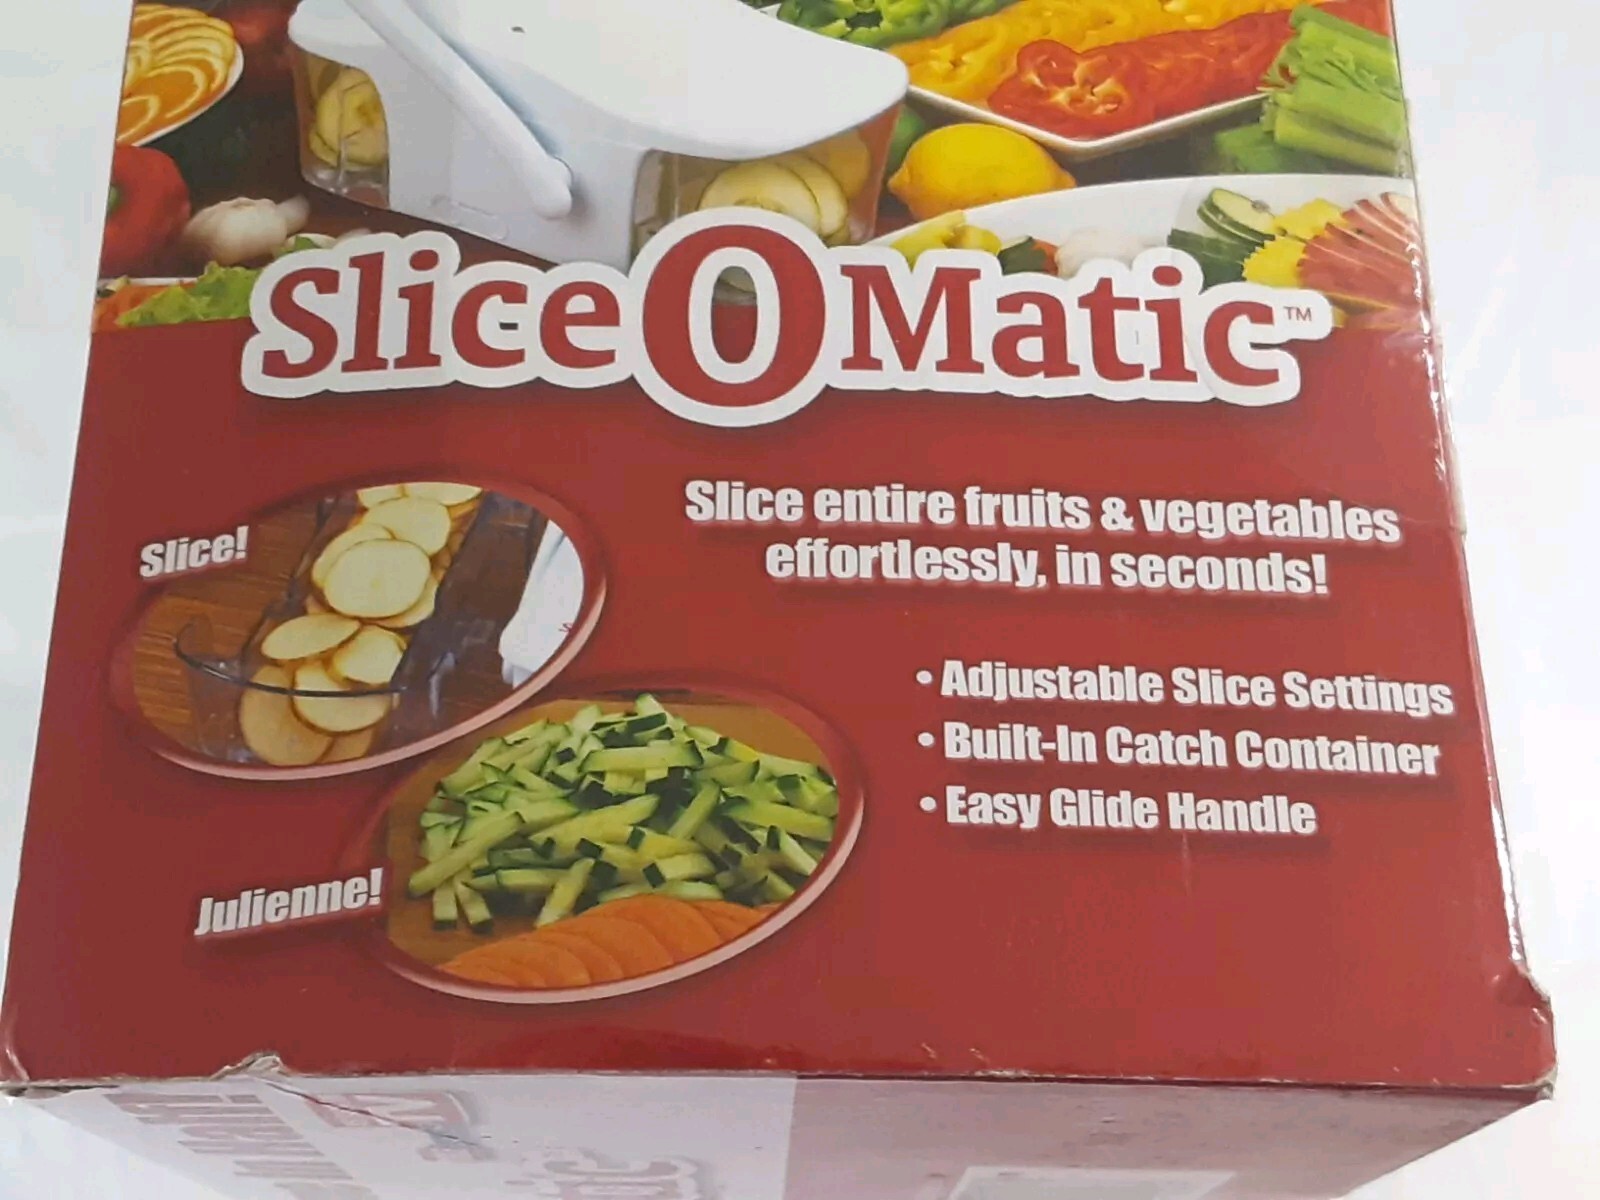 Slice O Matic™
Slice entire fruits & vegetables
effortlessly, in seconds!
Slice!
• Adjustable Slice Settings
• Built-In Catch Container
• Easy Glide Handle
Julienne!